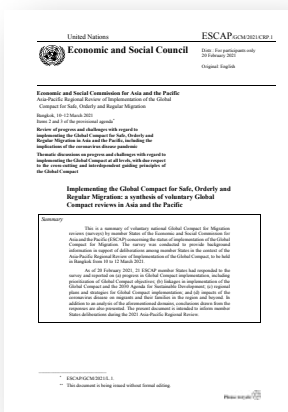 United Nations
ESCAP/GCM/2021/CRP.1
Economic and Social Council
Distr.: For participants only
20 February 2021
Original: English
Economic and Social Commission for Asia and the Pacific
Asia-Pacific Regional Review of Implementation of the Global
Compact for Safe, Orderly and Regular Migration
Bangkok, 10–12 March 2021
Items 2 and 3 of the provisional agenda*
Review of progress and challenges with regard to
implementing the Global Compact for Safe, Orderly and
Regular Migration in Asia and the Pacific, including the
implications of the coronavirus disease pandemic
Thematic discussions on progress and challenges with regard to
implementing the Global Compact at all levels, with due respect
to the cross-cutting and interdependent guiding principles of
the Global Compact
Implementing the Global Compact for Safe, Orderly and
Regular Migration: a synthesis of voluntary Global
Compact reviews in Asia and the Pacific
Summary
This is a summary of voluntary national Global Compact for Migration
reviews (surveys) by member States of the Economic and Social Commission for
Asia and the Pacific (ESCAP) concerning the status of implementation of the Global
Compact for Migration. The survey was conducted to provide background
information in support of deliberations among member States in the context of the
Asia-Pacific Regional Review of Implementation of the Global Compact, to be held
in Bangkok from 10 to 12 March 2021
As of 20 February 2021, 21 ESCAP member States had responded to the
survey and reported on (a) progress in Global Compact implementation, including
prioritization of Global Compact objectives; (b) linkages in implementation of the
Global Compact and the 2030 Agenda for Sustainable Development; (c) regional
plans and strategies for Global Compact implementation; and (d) impacts of the
coronavirus disease on migrants and their families in the region and beyond. In
addition to an analysis of the aforementioned domains, conclusions drawn from the
responses are also presented. The present document is intended to inform member
States deliberations during the 2021 Asia-Pacific Regional Review.
* ESCAP/GCM/2021/L.1.
** This document is being issued without formal editing.
Please recycle